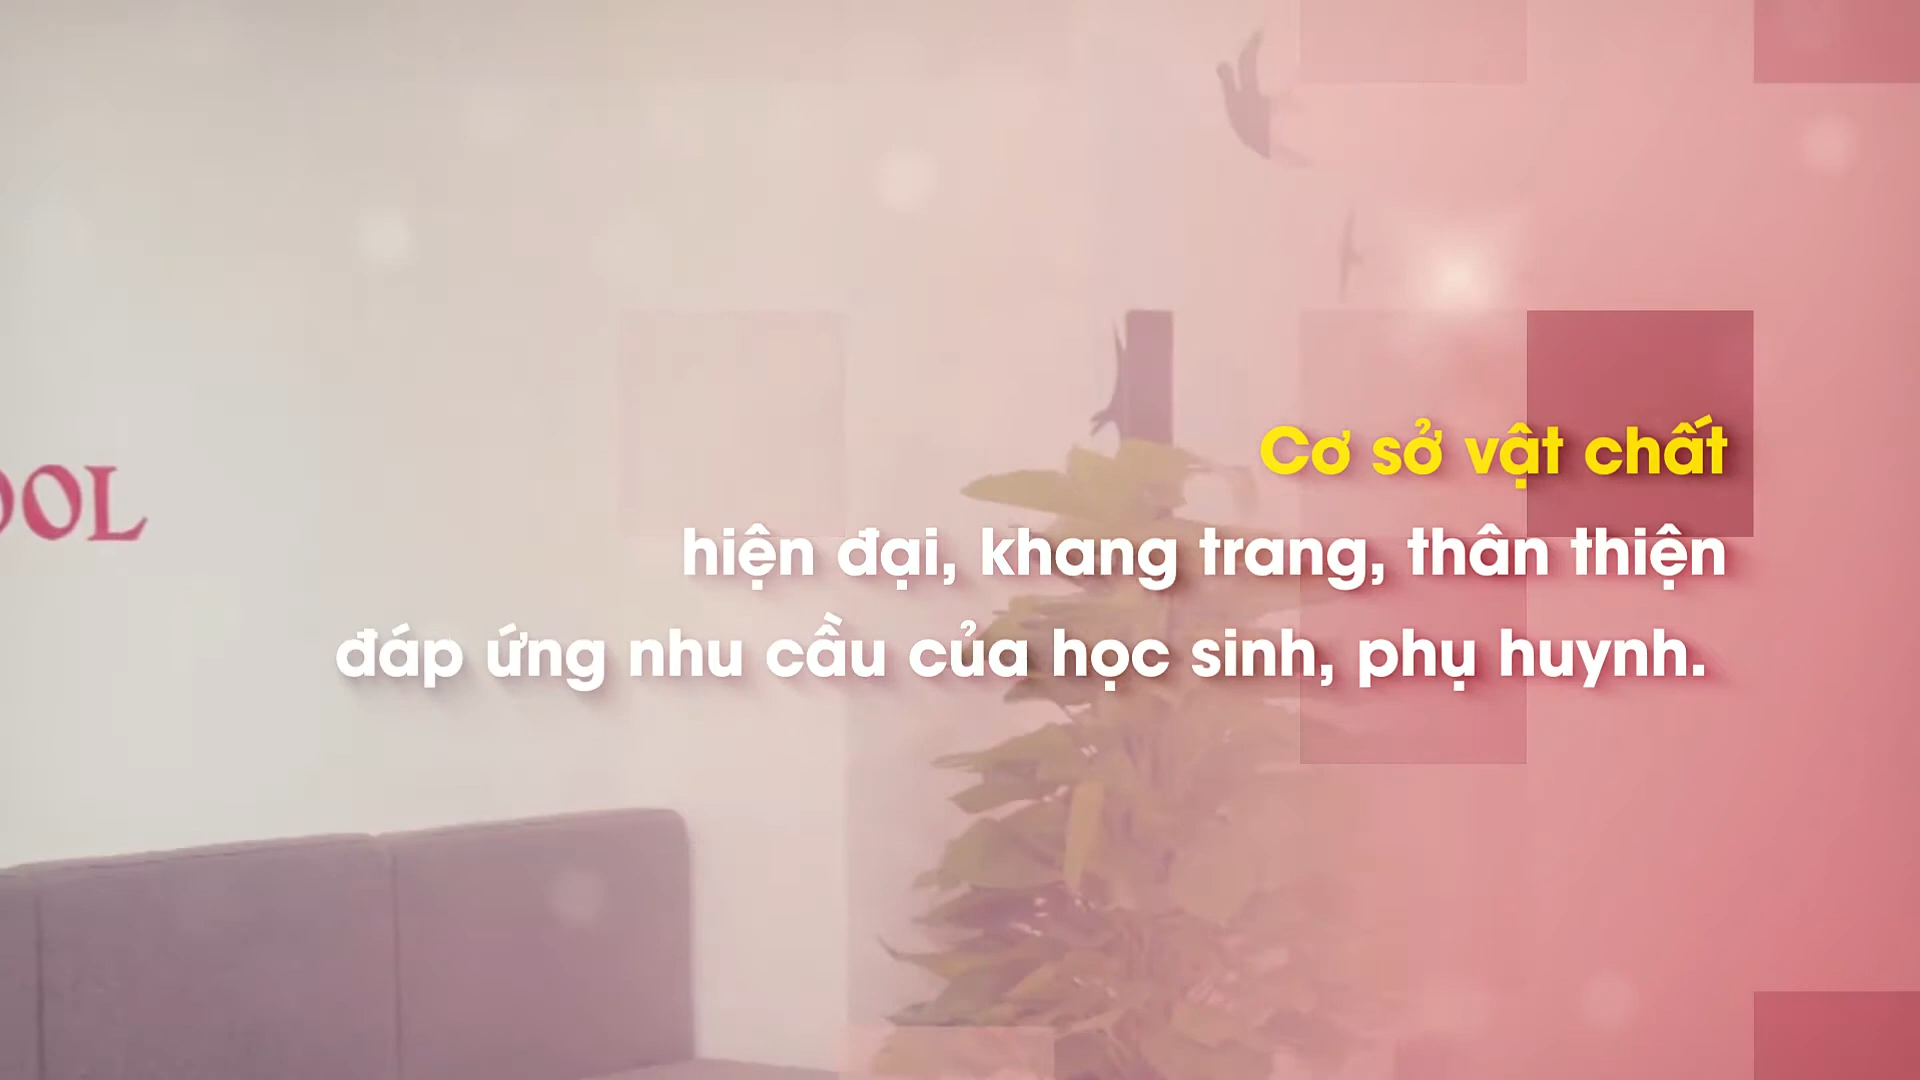 OOL
Cơ sở vật chất
hiện đại, khang trang, thân thiện
đáp ứng nhu cầu của học sinh, phụ huynh.